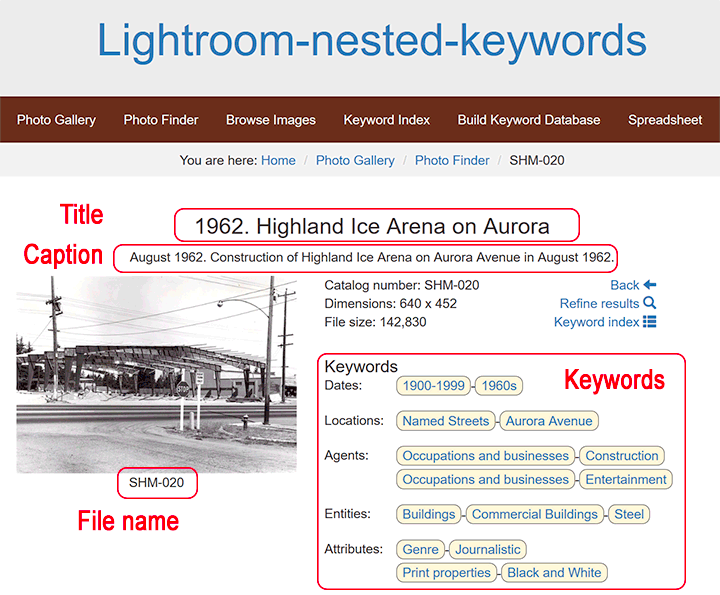 Lightroom-nested-keywords
Photo Gallery Photo Finder Browse Images Keyword Index Build Keyword Database Spreadsheet
You are here: Home / Photo Gallery / Photo Finder / SHM-020
Title
1962. Highland Ice Arena on Aurora
Caption
August 1962. Construction of Highland Ice Arena on Aurora Avenue in August 1962.
Catalog number: SHM-020
Dimensions: 640 x 452
File size: 142,830
Back
Refine results
Keyword index
STOP
SHM-020
File name
Keywords
Keywords
Dates: 1900-1999 - 1960s
Locations: Named Streets - Aurora Avenue
Agents: Occupations and businesses - Construction
Occupations and businesses - Entertainment
Entities: Buildings - Commercial Buildings - Steel
Attributes: Genre - Journalistic
Print properties - Black and White